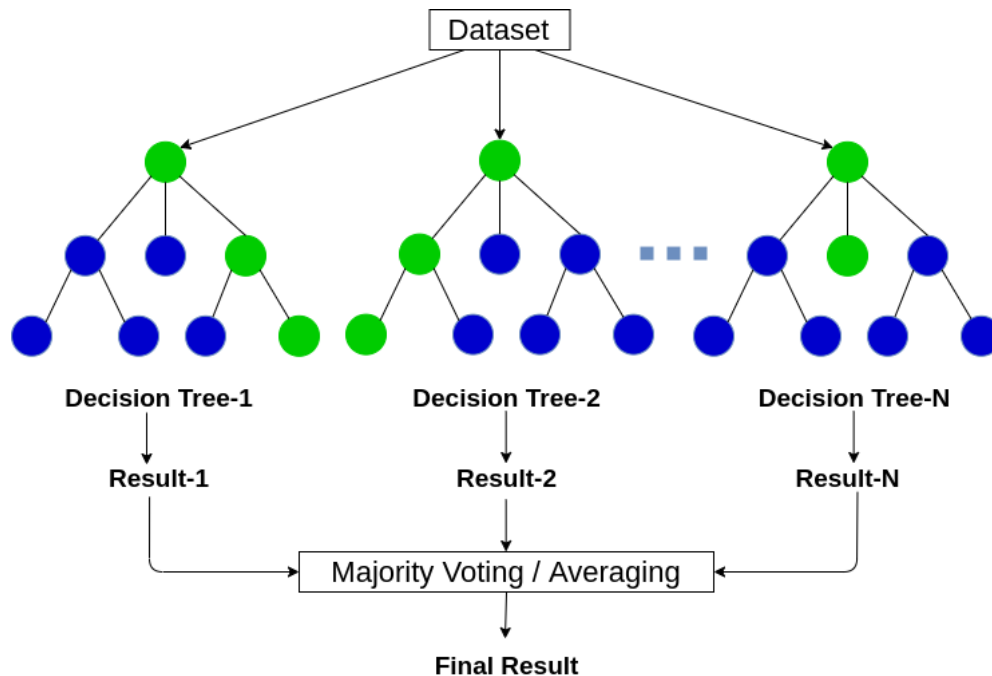 Dataset
Decision Tree-1
Decision Tree-2
Decision Tree-N
Result-1
Result-2
Result-N
Majority Voting / Averaging
Final Result